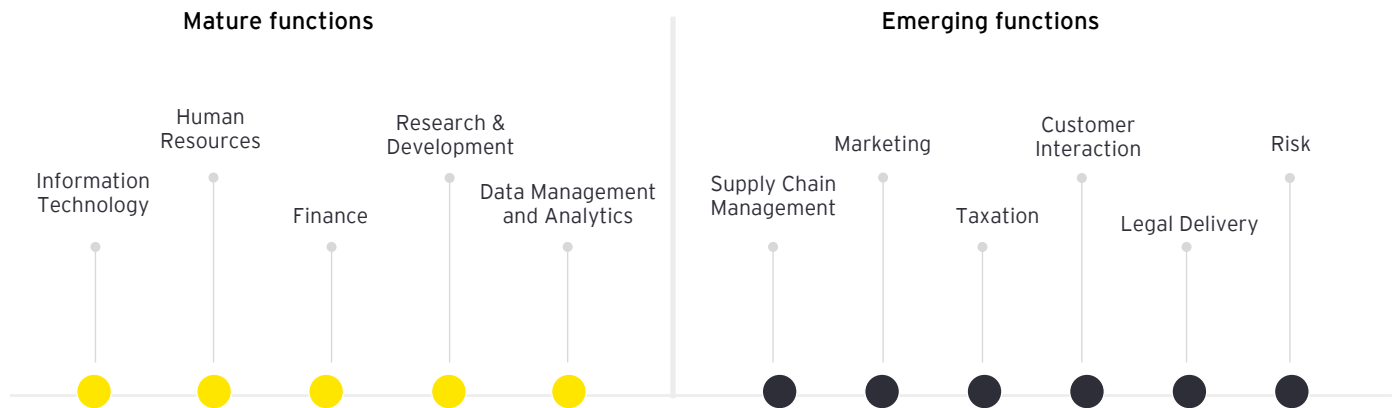 Mature functions
Information
Technology
Human
Resources
Finance
Research &
Development
Data Management
and Analytics
Emerging functions
Supply Chain
Management
Marketing
Taxation
Customer
Interaction
Legal Delivery
Risk